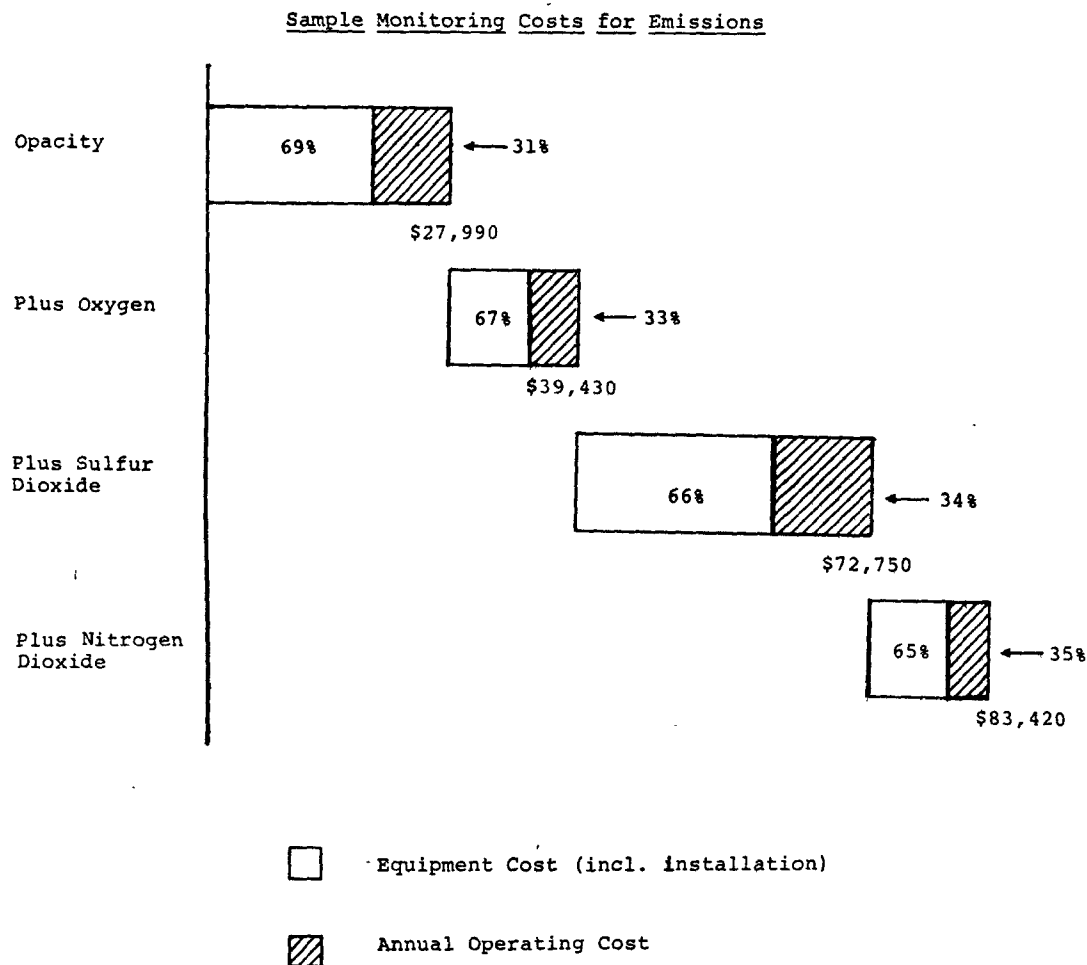 Sample Monitoring Costs for Emissions
Opacity
69%
31%
$27,990
Plus Oxygen
67%
33%
$39,430
Plus Sulfur
Dioxide
66%
34%
$72,750
Plus Nitrogen
Dioxide
65%
35%
$83,420
Equipment Cost (incl. installation)
Annual Operating Cost